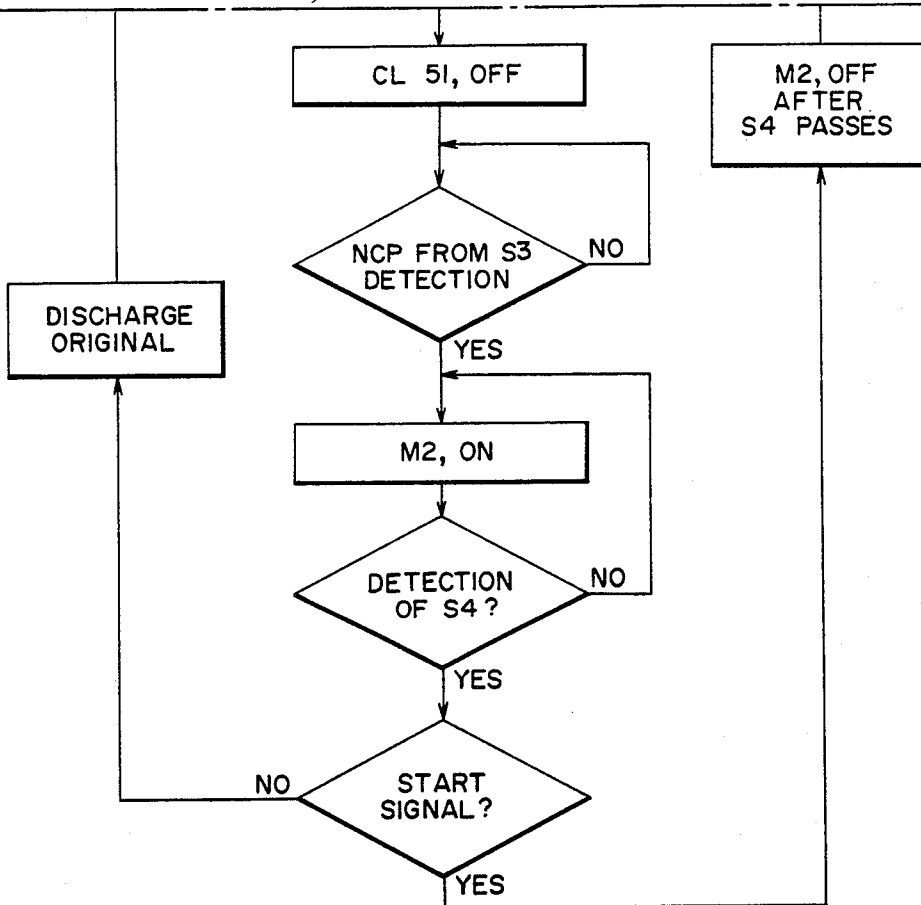 CL 51, OFF
M2, OFF
AFTER
S4 PASSES
NCP FROM S3
DETECTION
NO
DISCHARGE
ORIGINAL
YES
M2, ON
DETECTION
OF S4?
NO
YES
NO
START
SIGNAL?
YES